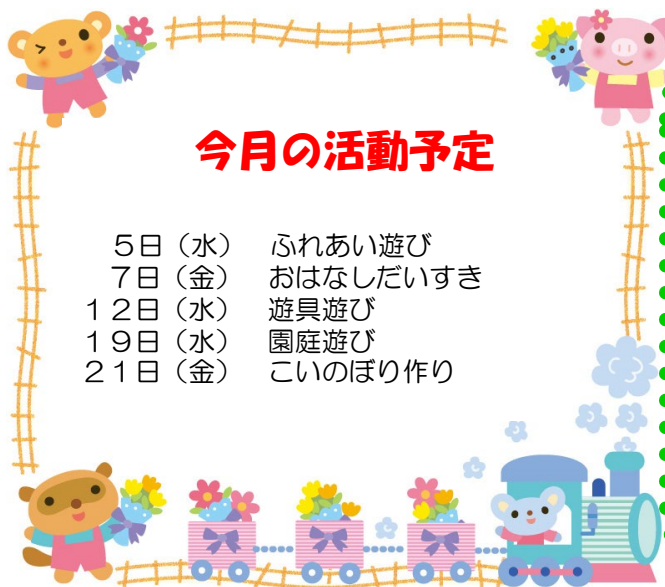 今月の活動予定
５日（水）　ふれあい遊び
７日（金）　おはなしだいすき
１２日（水）　遊具遊び
１９日（水）　園庭遊び
２１日（金）　こいのぼり作り